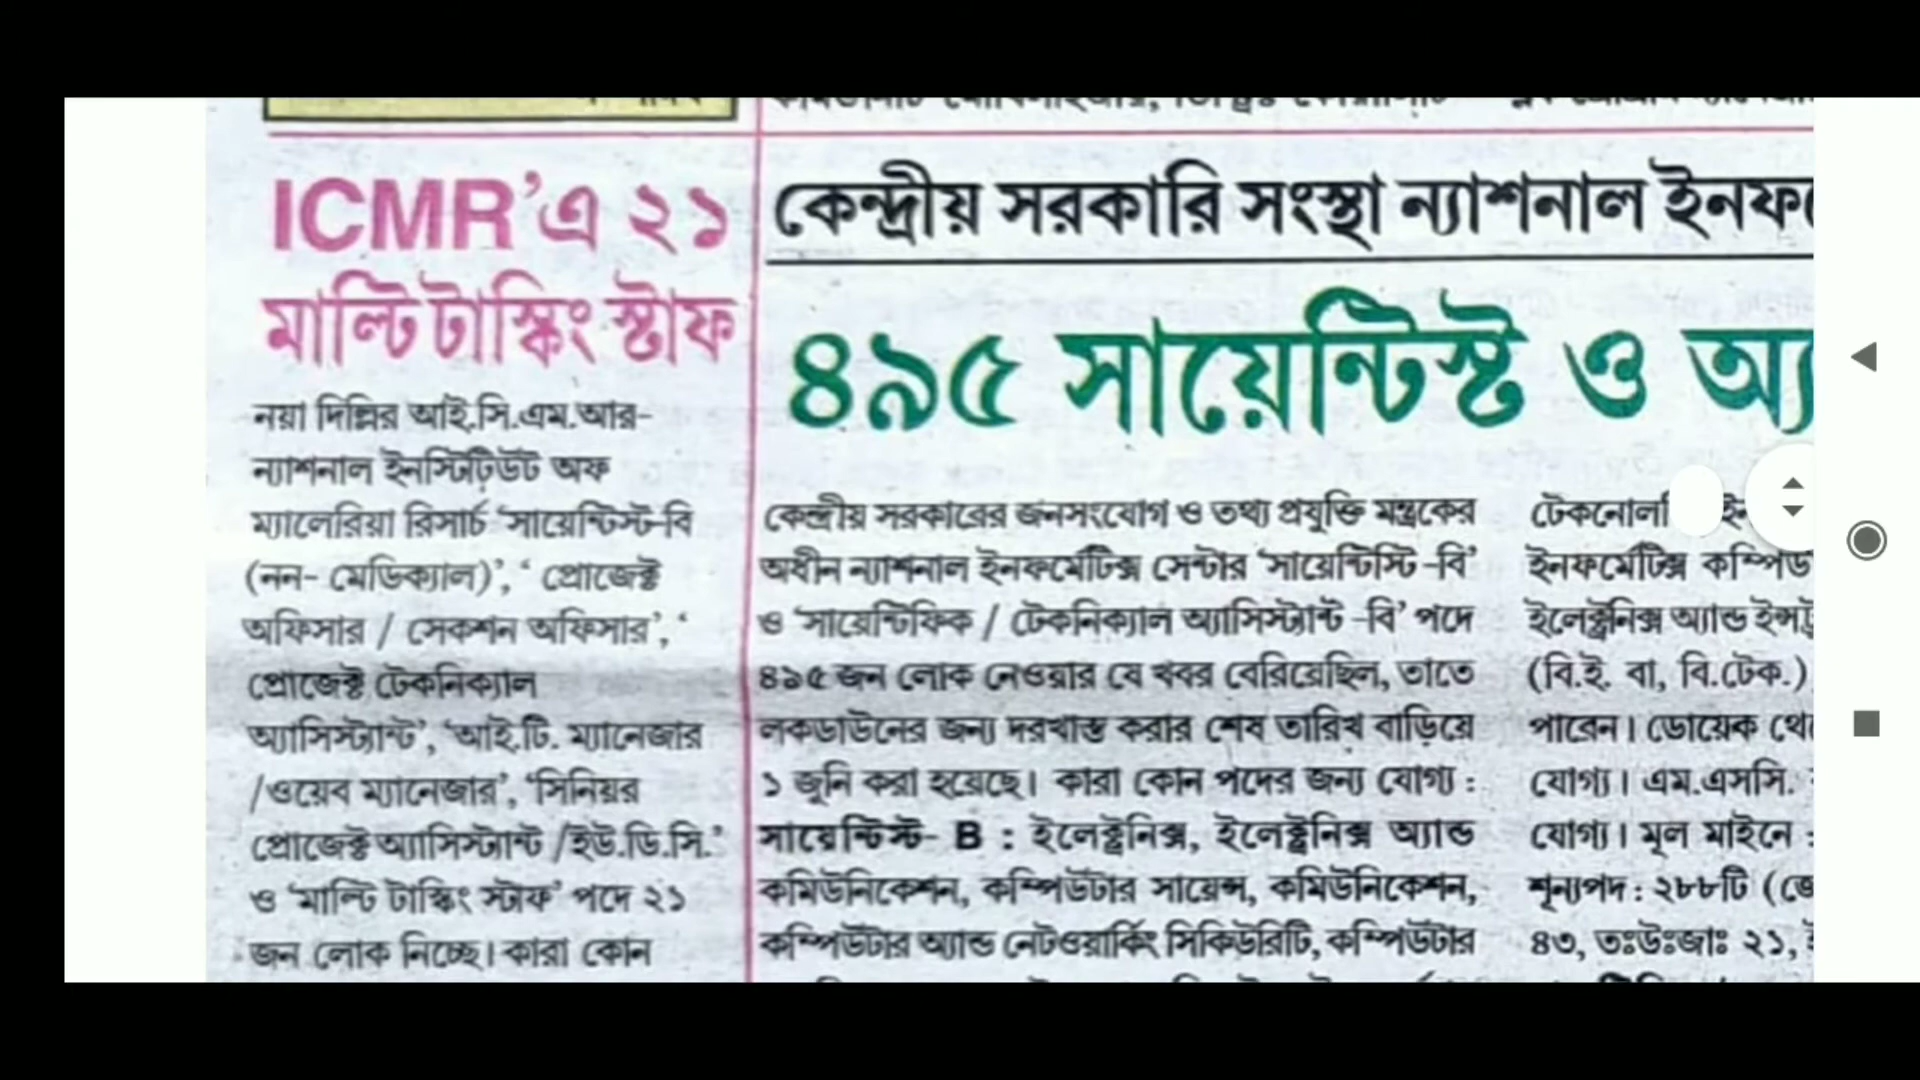 ICMR'এ ২১
মাল্টি টাস্কিং স্টাফ
নয়া দিল্লির আই.সি.এম.আর-
ন্যাশনাল ইনস্টিটিউট অফ
ম্যালেরিয়া রিসার্চ 'সায়েন্টিস্ট-বি
(নন- মেডিক্যাল)', ' প্রোজেক্ট
অফিসার / সেকশন অফিসার', '
প্রোজেক্ট টেকনিক্যাল
অ্যাসিস্ট্যান্ট', 'আই.টি. ম্যানেজার
/ওয়েব ম্যানেজার', 'সিনিয়র
প্রোজেক্ট অ্যাসিস্ট্যান্ট /ইউ.ডি.সি.'
ও 'মাল্টি টাস্কিং স্টাফ' পদে ২১
জন লোক নিচ্ছে। কারা কোন
কেন্দ্রীয় সরকারি সংস্থা ন্যাশনাল
৪৯৫ সায়েন্টিস্ট ও
কেন্দ্রীয় সরকারের জনসংযোগ ও তথ্য প্রযুক্তি মন্ত্রকের
অধীন ন্যাশনাল ইনফর্মেটিক্স সেন্টার 'সায়েন্টিস্টি -বি'
ও 'সায়েন্টিফিক / টেকনিক্যাল অ্যাসিস্ট্যান্ট -বি' পদে
৪৯৫ জন লোক নেওয়ার যে খবর বেরিয়েছিল, তাতে
লকডাউনের জন্য দরখাস্ত করার শেষ তারিখ বাড়িয়ে
১ জুনি করা হয়েছে। কারা কোন পদের জন্য যোগ্য :
সায়েন্টিস্ট- B : ইলেক্ট্রনিক্স, ইলেক্ট্রনিক্স অ্যান্ড
কমিউনিকেশন, কম্পিউটার সায়েন্স, কমিউনিকেশন,
কম্পিউটার অ্যান্ড নেটওয়ার্কিং সিকিউরিটি, কম্পিউটার
ইনফর্মেটিক্স
ইলেক্ট্রনিক্স অ্যান্ড
(বি.ই. বা, বি.টেক.)
পারেন। ডোয়েক
যোগ্য। এম.এসসি.
যোগ্য। মূল মাইনে :
শূন্যপদ : ২৮৮টি
৪৩, তঃউঃজাঃ ২১,